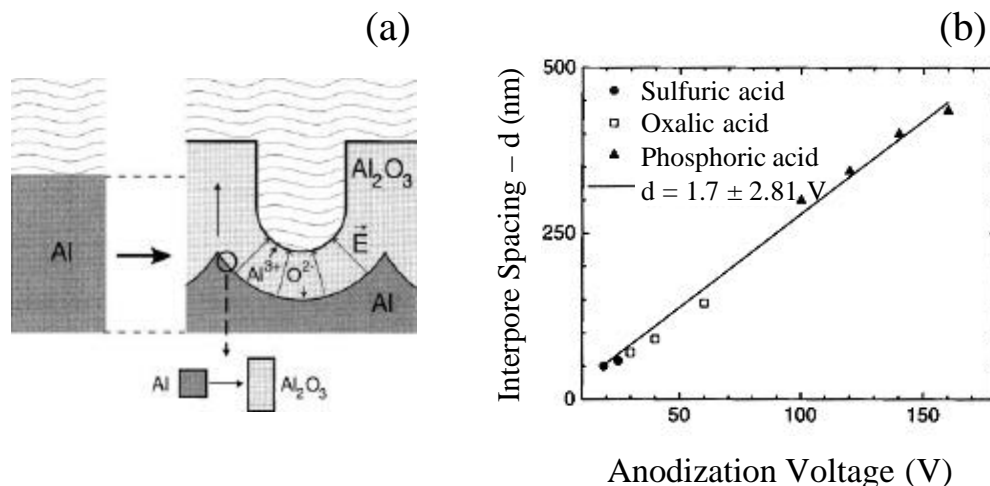 (a)
Al
Al₂O₃
E
Al³⁺
O²⁻
Al
Al
Al₂O₃
(b)
Interpore Spacing – d (nm)
500
250
0
Sulfuric acid
Oxalic acid
Phosphoric acid
d = 1.7 ± 2.81 V
50
100
150
Anodization Voltage (V)